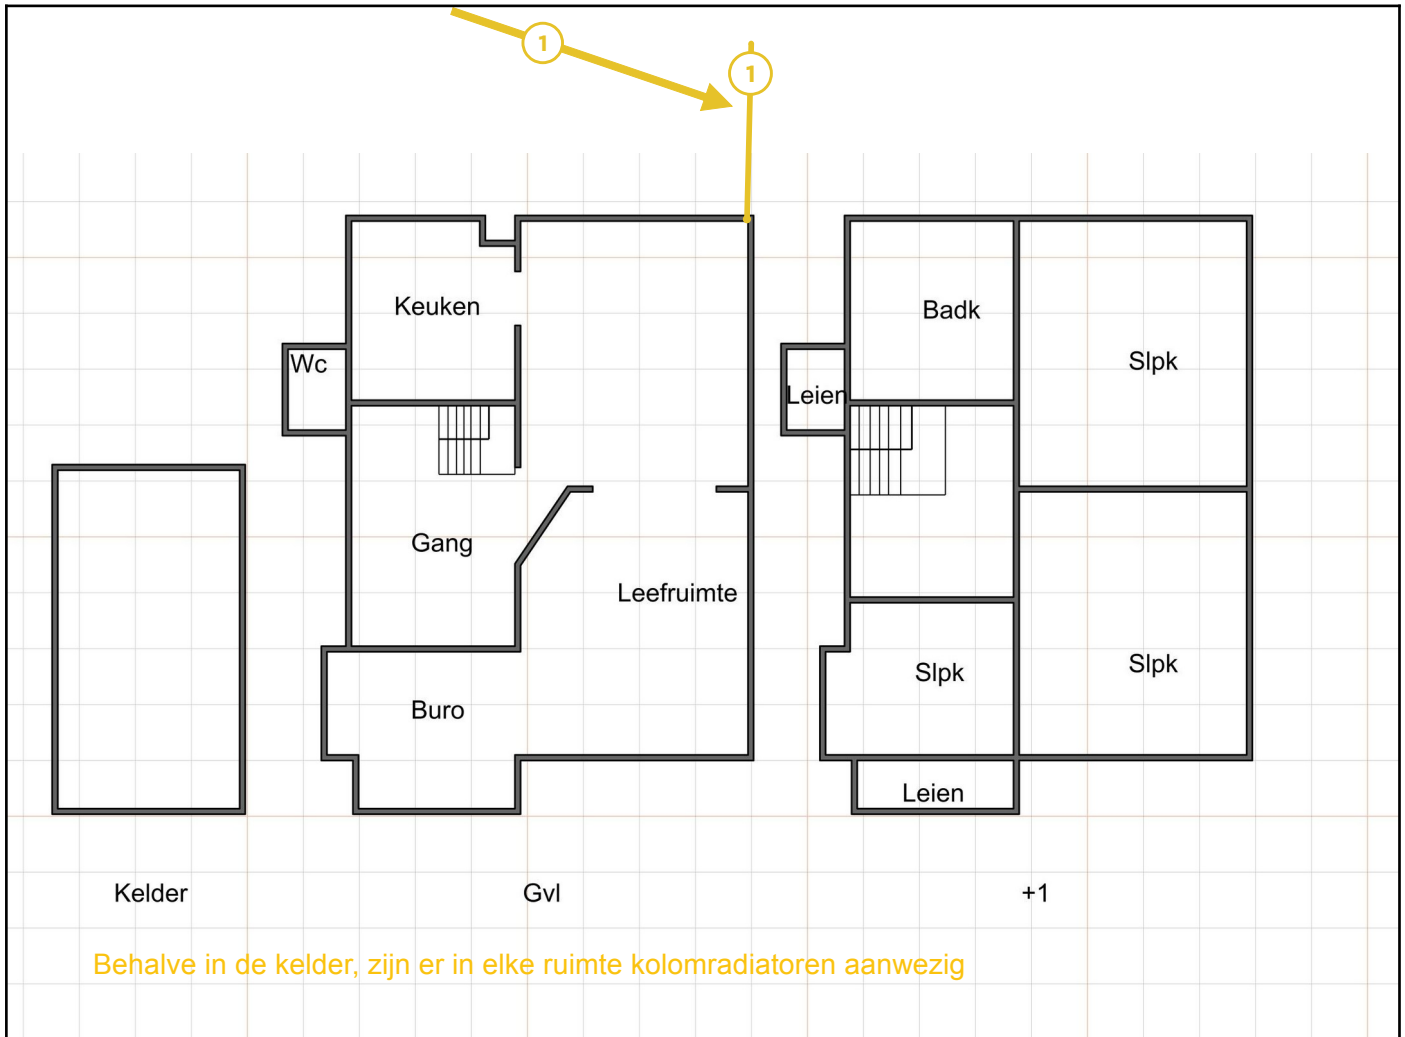 1
1
Keuken
Badk
Wc
Slpk
Leien
Gang
Leefruimte
Slpk
Slpk
Buro
Leien
Kelder
Gvl
+1
Behalve in de kelder, zijn er in elke ruimte kolomradiatoren aanwezig